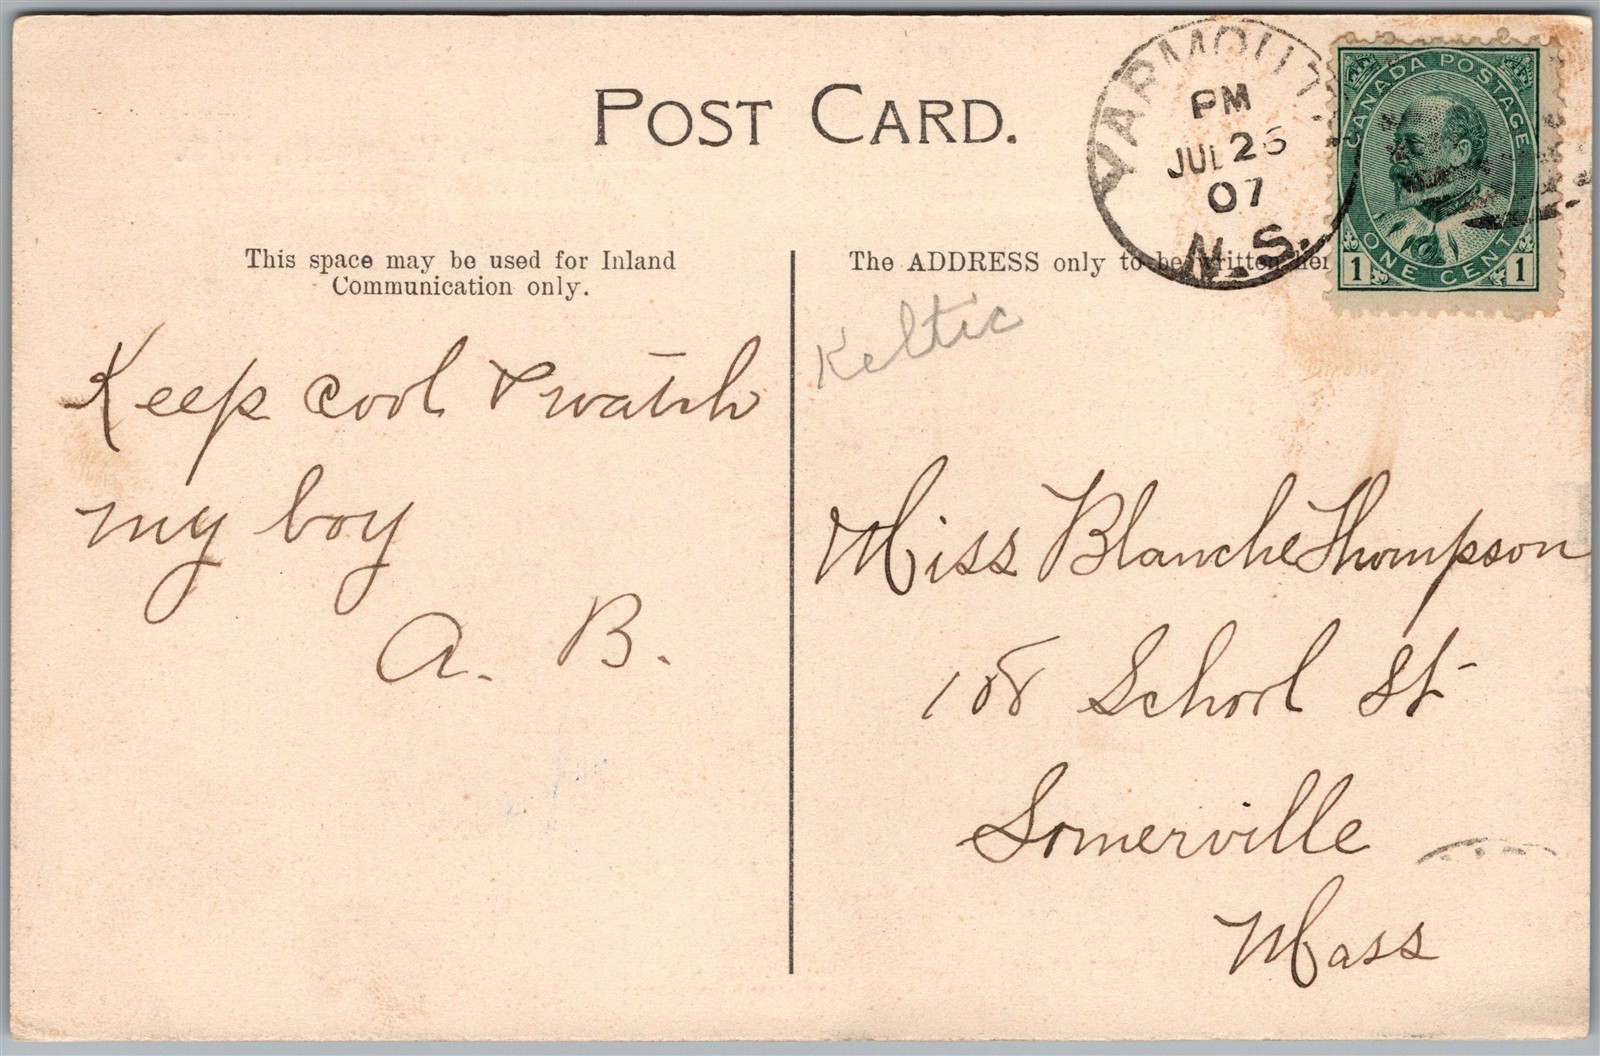 POST CARD.
YARMOUTH
PM
JUL 26
07
N.S.
CANADA POSTAGE
ONE CENT
1 1
This space may be used for Inland
Communication only.
The ADDRESS only to be written her
Keltic
Keep cool & watch
my boy
A. B.
Miss Blanche Thompson
108 School St
Somerville
Mass